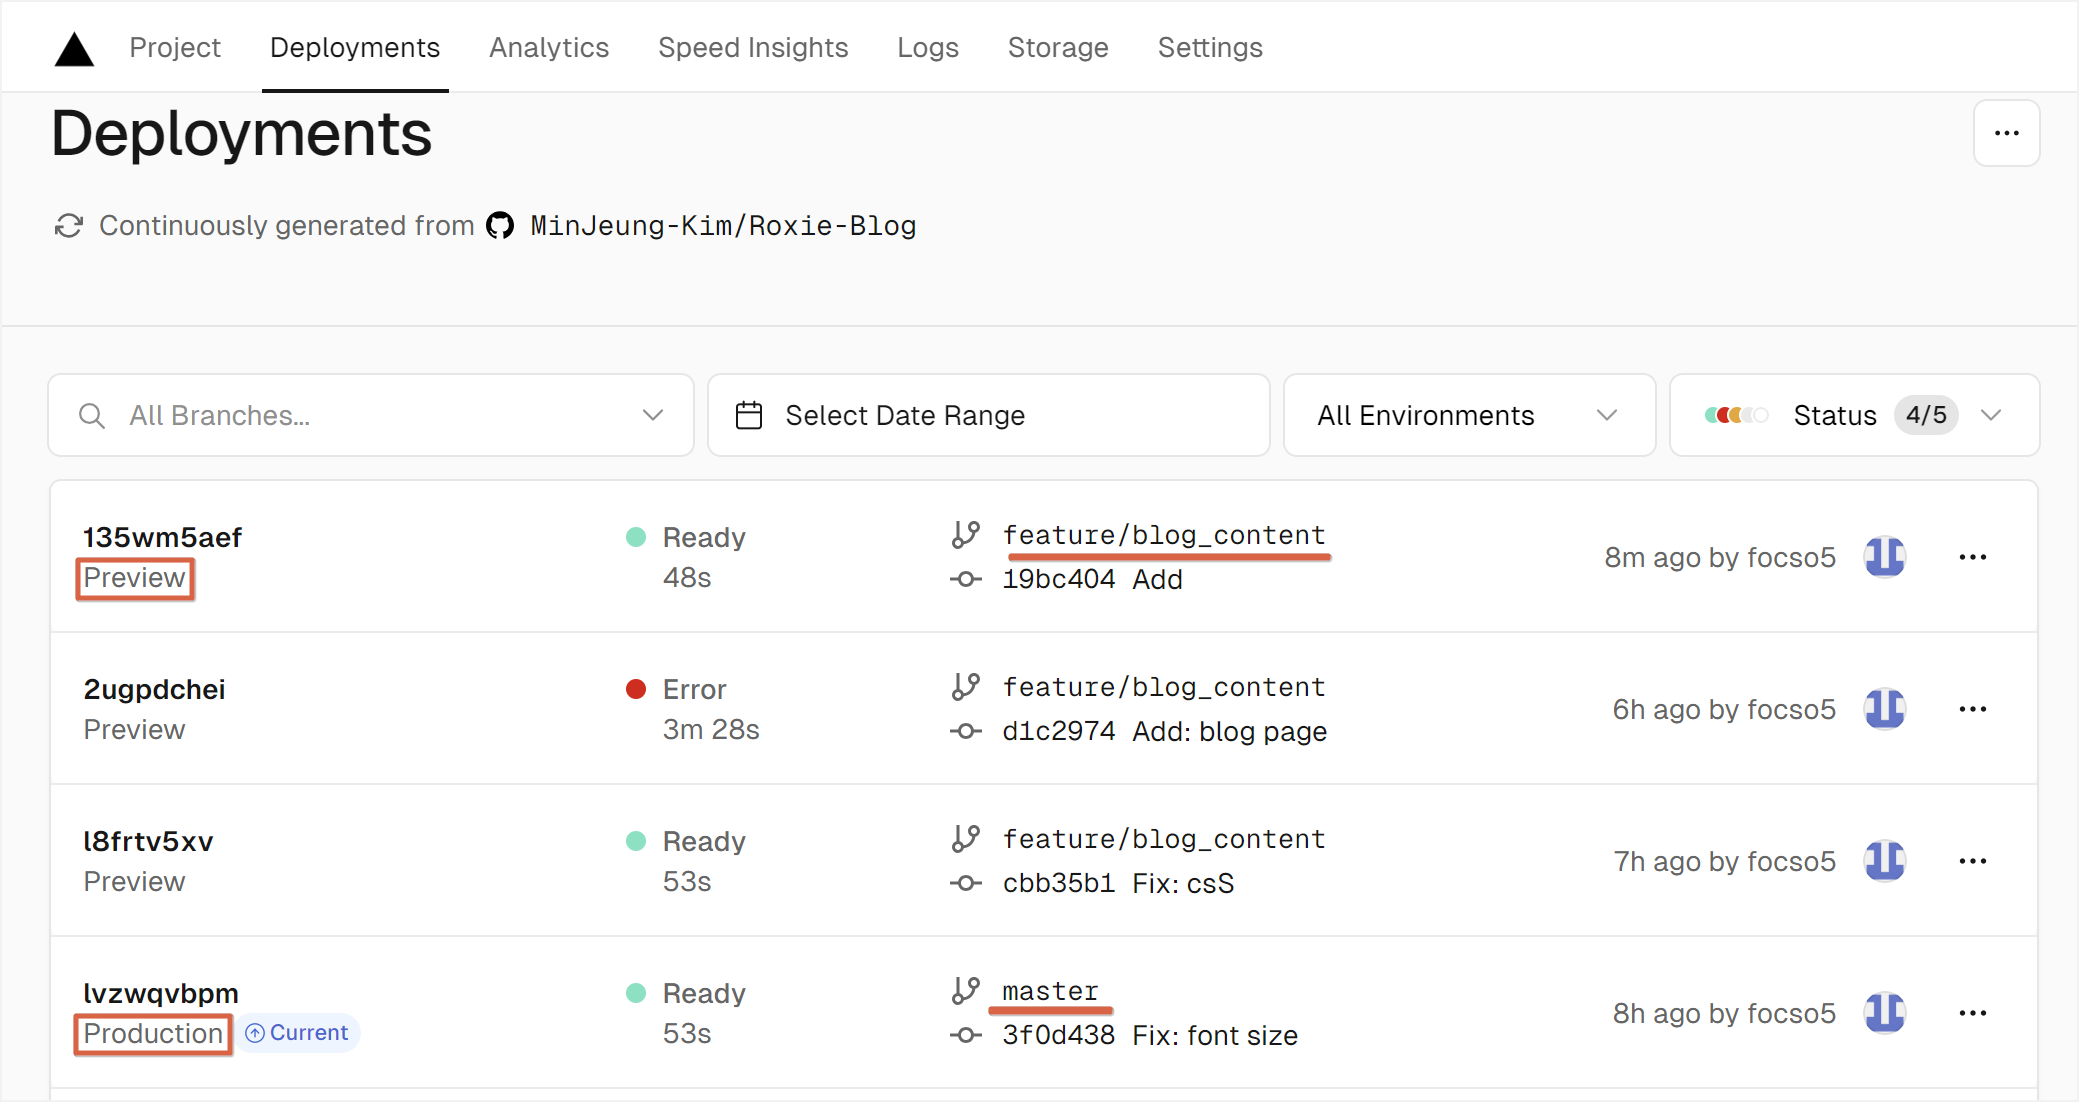 Project Deployments Analytics Speed Insights Logs Storage Settings
Deployments
Continuously generated from MinJeung-Kim/Roxie-Blog
All Branches... Select Date Range All Environments Status 4/5
135wm5aef Ready feature/blog_content
Preview 48s 19bc404 Add
8m ago by focso5
2ugpdchei Error feature/blog_content
Preview 3m 28s d1c2974 Add: blog page
6h ago by focso5
l8frtv5xv Ready feature/blog_content
Preview 53s cbb35b1 Fix: csS
7h ago by focso5
lvzwqvbpm Ready master
Production Current 53s 3f0d438 Fix: font size
8h ago by focso5